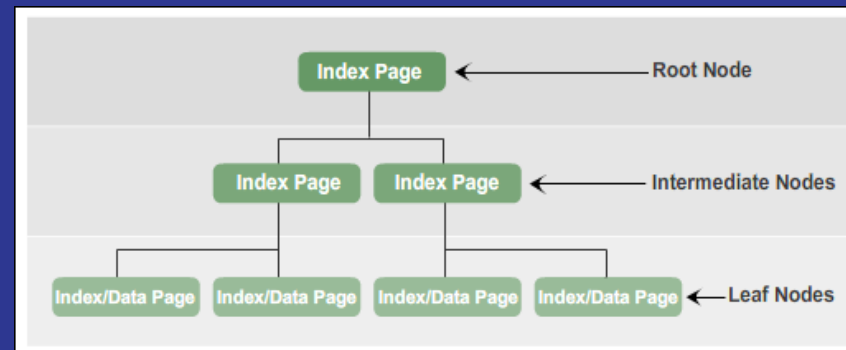 Index Page
Root Node
Index Page
Index Page
Intermediate Nodes
Index/Data Page
Index/Data Page
Index/Data Page
Index/Data Page
Leaf Nodes